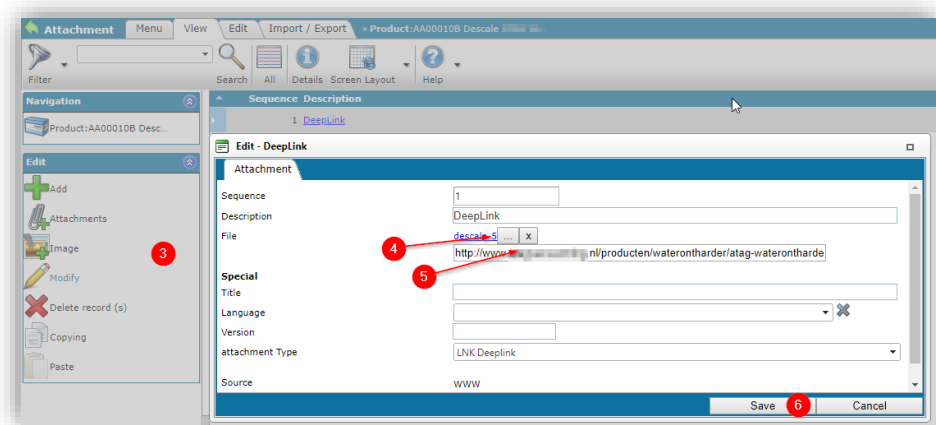 Attachment Menu View Edit Import / Export » Product:AA00010B Descale
Filter Search All Details Screen Layout Help
Navigation
Sequence Description
Product:AA00010B Desc...
1 DeepLink
Edit - DeepLink
Edit
Attachment
Add
Sequence 1
Attachments
Description DeepLink
File descale-5 ... x
4
Image
3
5
http://www. .nl/producten/waterontharder/atag-waterontharde
Modify
Special
Title
Delete record (s)
Language
Version
Copying
attachment Type LNK Deeplink
Paste
Source www
Save 6 Cancel